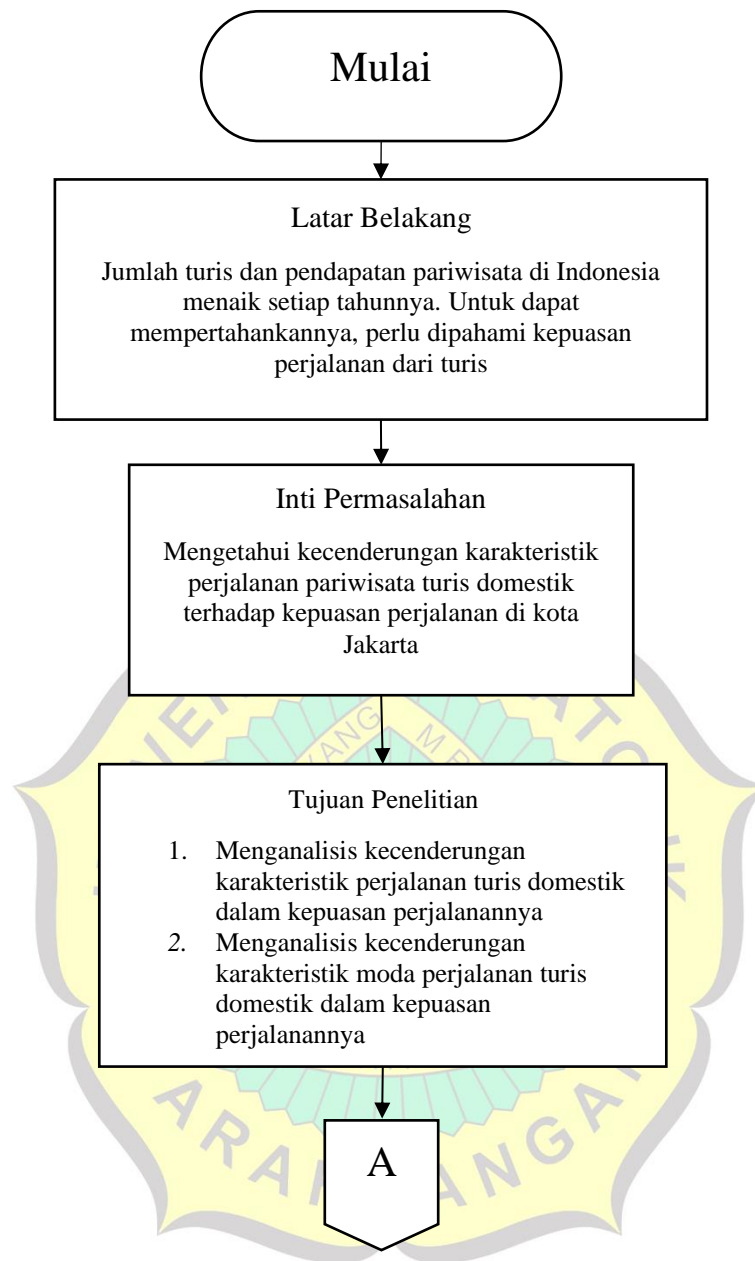 Mulai
Latar Belakang
Jumlah turis dan pendapatan pariwisata di Indonesia
menaik setiap tahunnya. Untuk dapat
mempertahankannya, perlu dipahami kepuasan
perjalanan dari turis
Inti Permasalahan
Mengetahui kecenderungan karakteristik
perjalanan pariwisata turis domestik
terhadap kepuasan perjalanan di kota
Jakarta
Tujuan Penelitian
1. Menganalisis kecenderungan
karakteristik perjalanan turis domestik
dalam kepuasan perjalanannya
2. Menganalisis kecenderungan
karakteristik moda perjalanan turis
domestik dalam kepuasan
perjalanannya
A